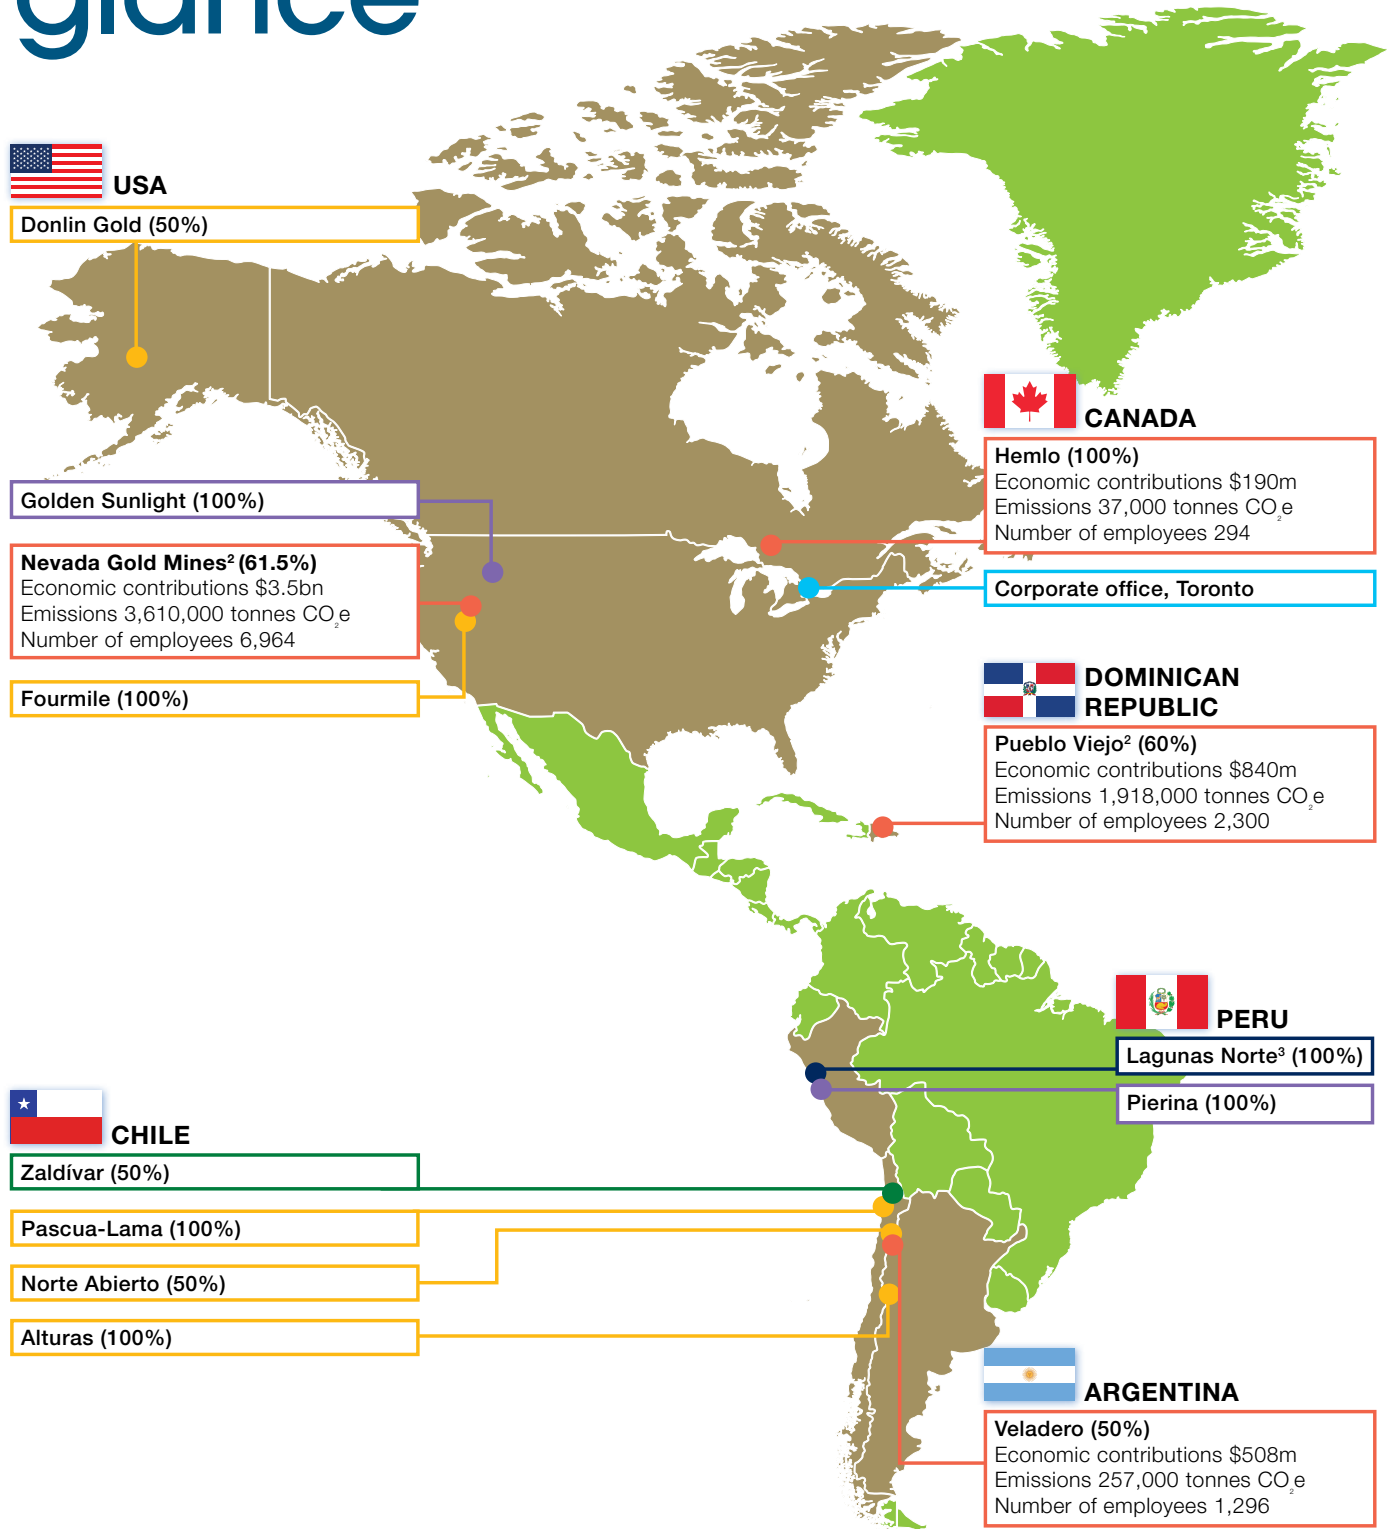 glance
USA
Donlin Gold (50%)
Golden Sunlight (100%)
Nevada Gold Mines² (61.5%)
Economic contributions $3.5bn
Emissions 3,610,000 tonnes CO₂e
Number of employees 6,964
Fourmile (100%)
CANADA
Hemlo (100%)
Economic contributions $190m
Emissions 37,000 tonnes CO₂e
Number of employees 294
Corporate office, Toronto
DOMINICAN
REPUBLIC
Pueblo Viejo² (60%)
Economic contributions $840m
Emissions 1,918,000 tonnes CO₂e
Number of employees 2,300
PERU
Lagunas Norte³ (100%)
Pierina (100%)
CHILE
Zaldívar (50%)
Pascua-Lama (100%)
Norte Abierto (50%)
Alturas (100%)
ARGENTINA
Veladero (50%)
Economic contributions $508m
Emissions 257,000 tonnes CO₂e
Number of employees 1,296